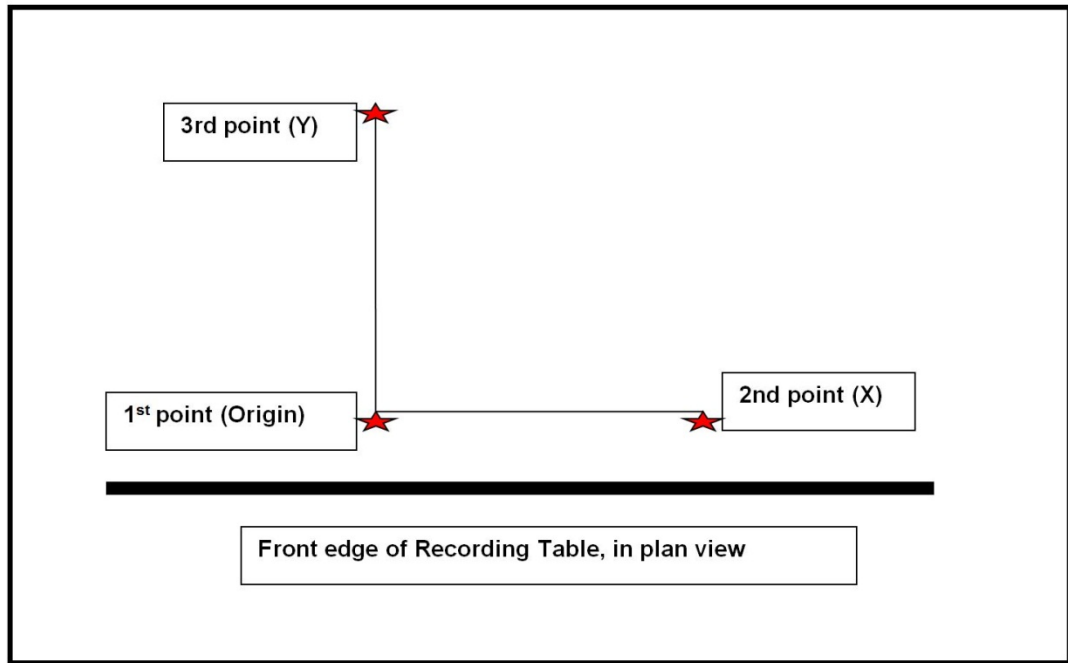 3rd point (Y)
2nd point (X)
1st point (Origin)
Front edge of Recording Table, in plan view